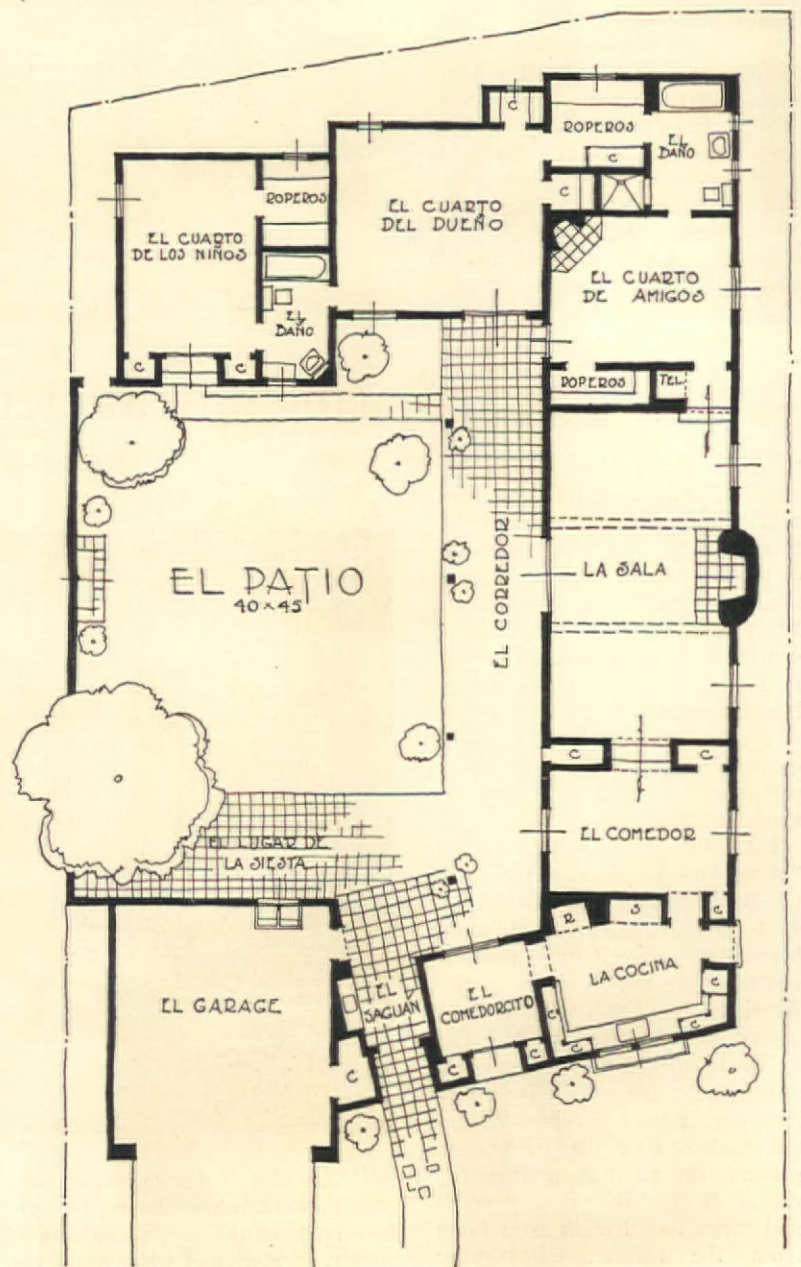 C
ROPEROS
C
EL
BAÑO
ROPEROS
EL CUARTO
DEL DUEÑO
C
EL CUARTO
DE LOS NIÑOS
EL CUARTO
DE AMIGOS
EL
BAÑO
C
C
ROPEROS
TEL.
EL PATIO
40 x 45
EL CORREDOR
LA SALA
C
C
EL COMEDOR
EL LUGAR DE
LA SIESTA
R
S
C
LA COCINA
C
EL GARAGE
EL
SAGUAN
EL
COMEDORCITO
C
C
C
C
C
C